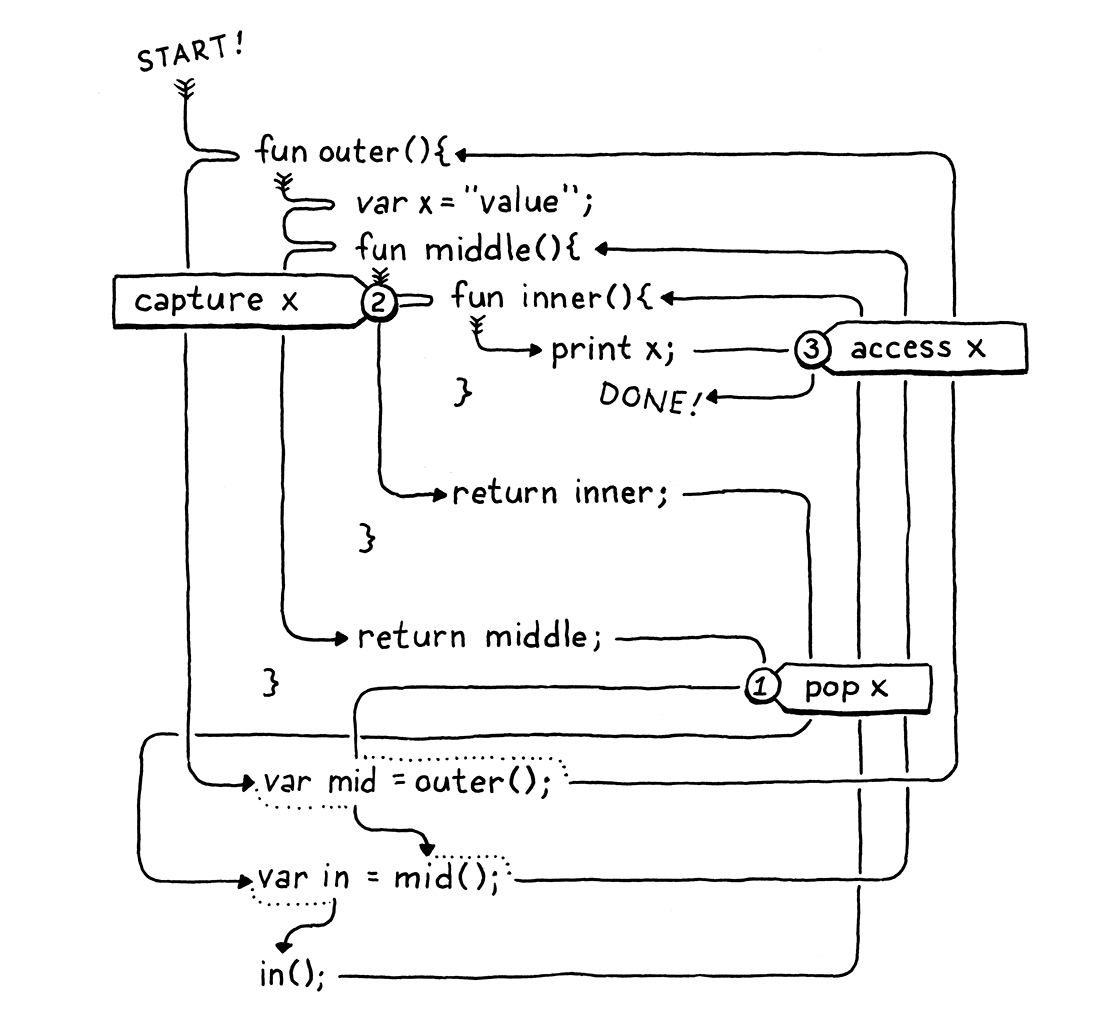 START!
fun outer(){
var x = "value";
fun middle(){
capture x
2
fun inner(){
print x;
3
access x
}
DONE!
return inner;
}
return middle;
}
1
pop x
var mid = outer();
var in = mid();
in();